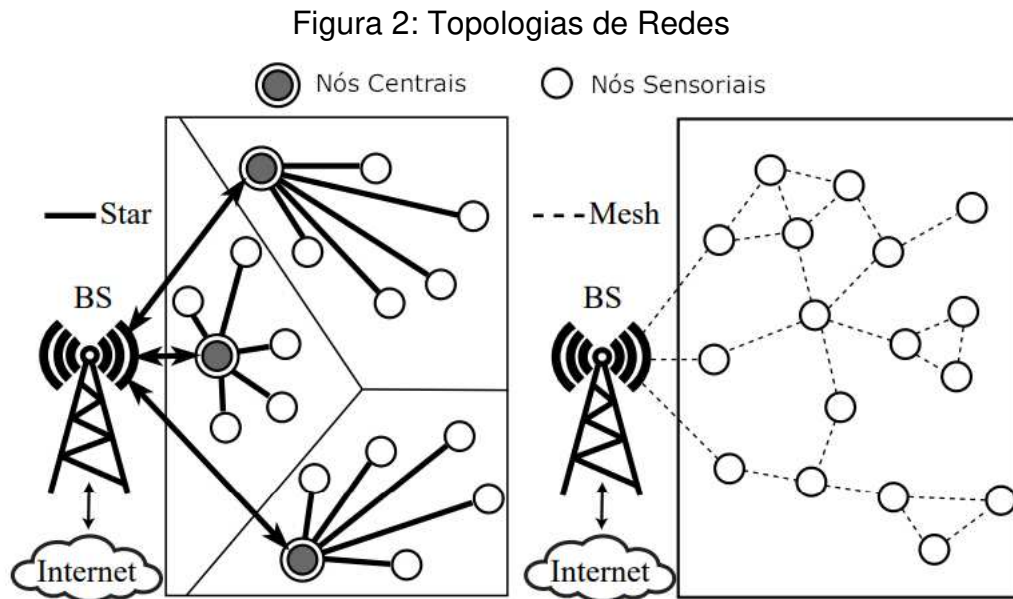 Figura 2: Topologias de Redes
Nós Centrais
Nós Sensoriais
Star
BS
Internet
Mesh
BS
Internet